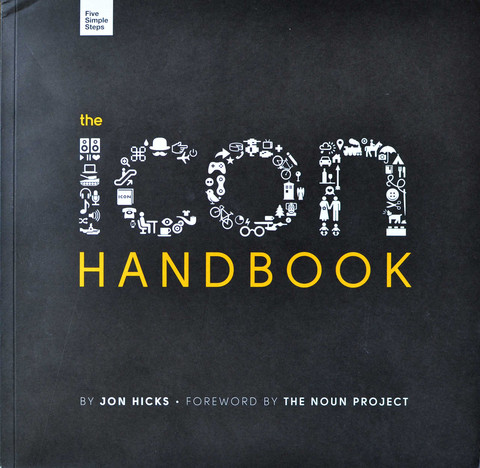 Five
Simple
Steps
the
icon
HANDBOOK
BY JON HICKS • FOREWORD BY THE NOUN PROJECT